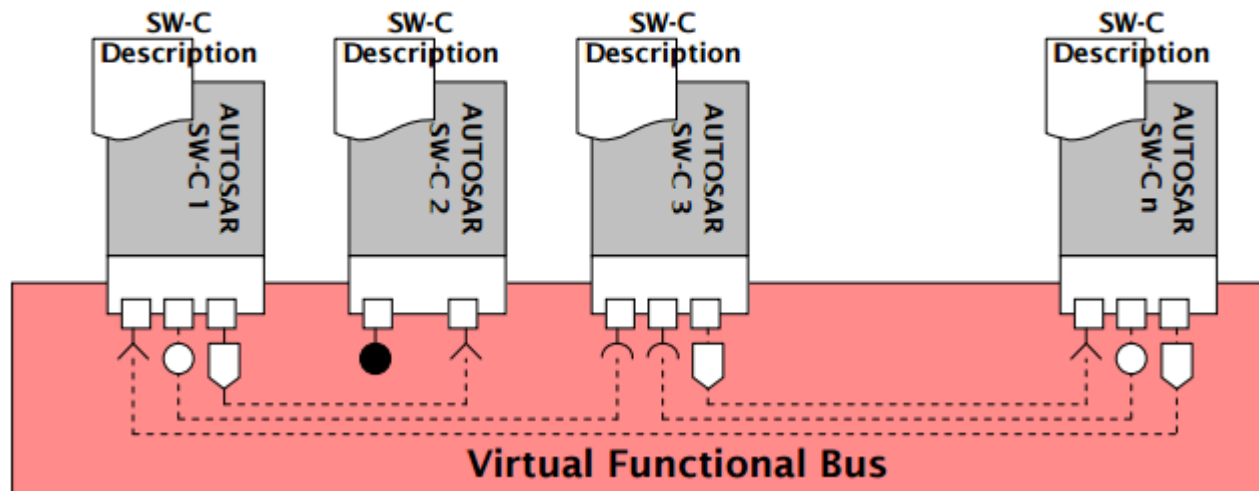 SW-C
Description
AUTOSAR
SW-C 1
SW-C
Description
AUTOSAR
SW-C 2
SW-C
Description
AUTOSAR
SW-C 3
SW-C
Description
AUTOSAR
SW-C n
Virtual Functional Bus